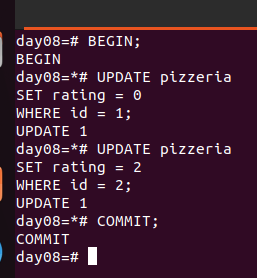 day08=# BEGIN;
BEGIN
day08=*# UPDATE pizzeria
SET rating = 0
WHERE id = 1;
UPDATE 1
day08=*# UPDATE pizzeria
SET rating = 2
WHERE id = 2;
UPDATE 1
day08=*# COMMIT;
COMMIT
day08=#